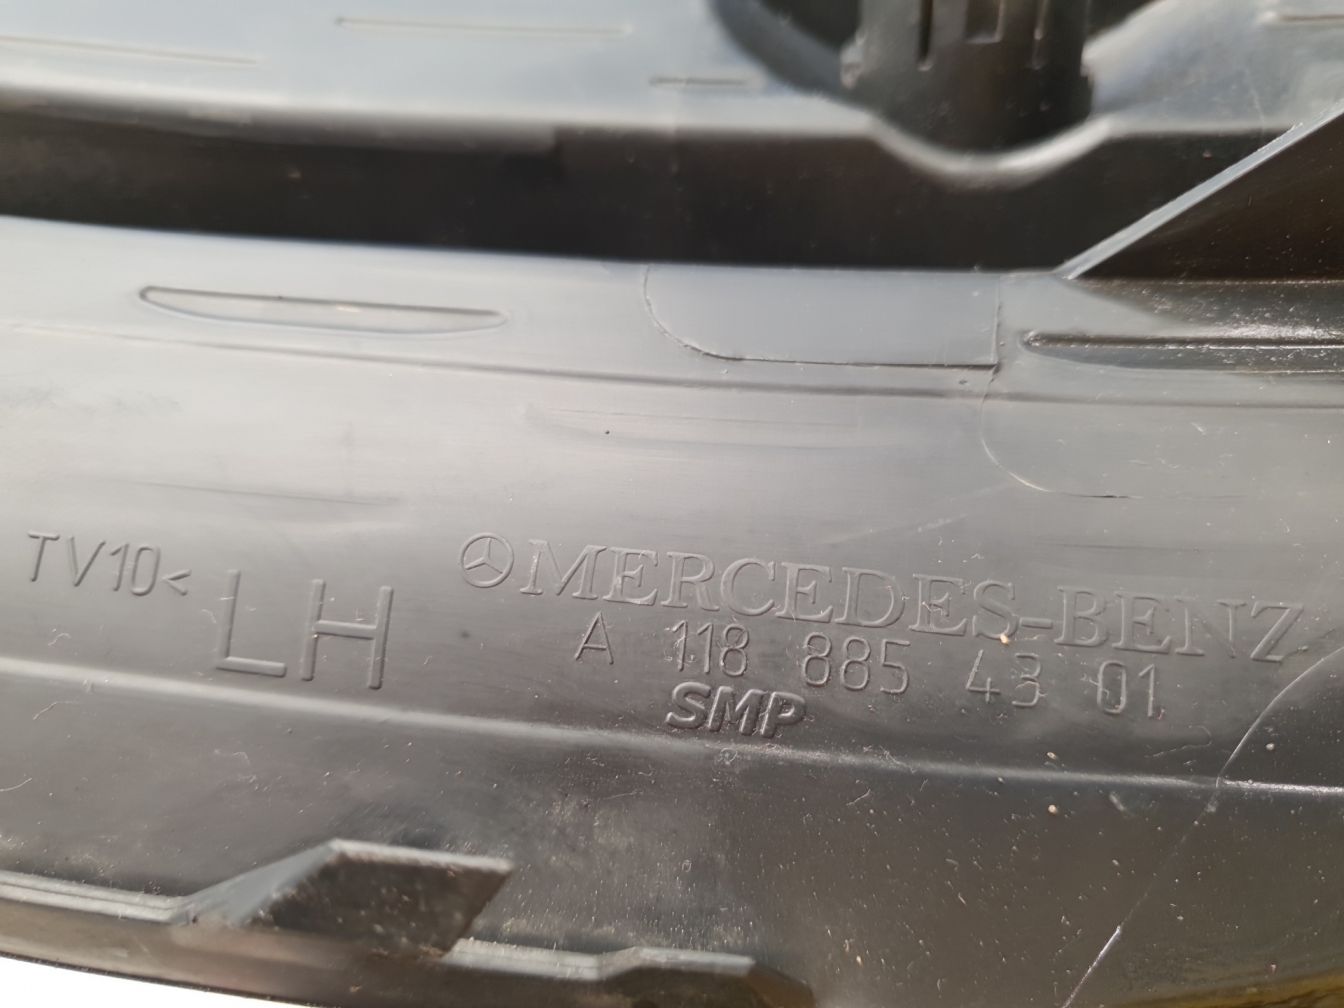 TV10<
LH
MERCEDES-BENZ
A 118 885 43 01
SMP